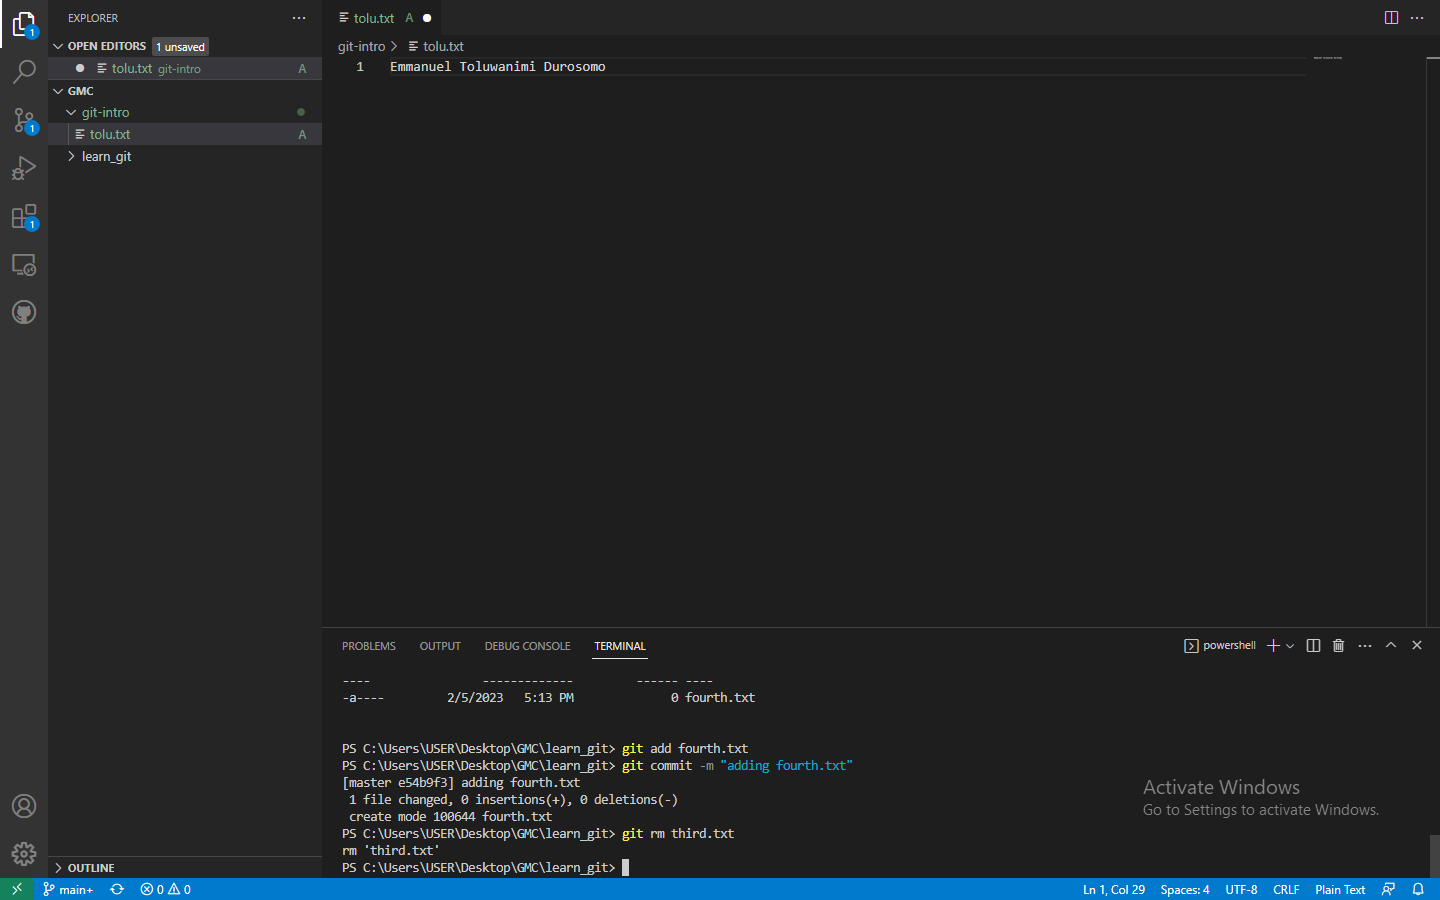 EXPLORER
OPEN EDITORS 1 unsaved
tolu.txt git-intro A
GMC
git-intro
tolu.txt A
learn_git
OUTLINE
1
1
1
tolu.txt A
git-intro > tolu.txt
1 Emmanuel Toluwanimi Durosomo
PROBLEMS OUTPUT DEBUG CONSOLE TERMINAL powershell
---- ------------- ------ ----
-a---- 2/5/2023 5:13 PM 0 fourth.txt
PS C:\Users\USER\Desktop\GMC\learn_git> git add fourth.txt
PS C:\Users\USER\Desktop\GMC\learn_git> git commit -m "adding fourth.txt"
[master e54b9f3] adding fourth.txt
1 file changed, 0 insertions(+), 0 deletions(-)
create mode 100644 fourth.txt
PS C:\Users\USER\Desktop\GMC\learn_git> git rm third.txt
rm 'third.txt'
PS C:\Users\USER\Desktop\GMC\learn_git>
Activate Windows
Go to Settings to activate Windows.
main+ 0 0 Ln 1, Col 29 Spaces: 4 UTF-8 CRLF Plain Text